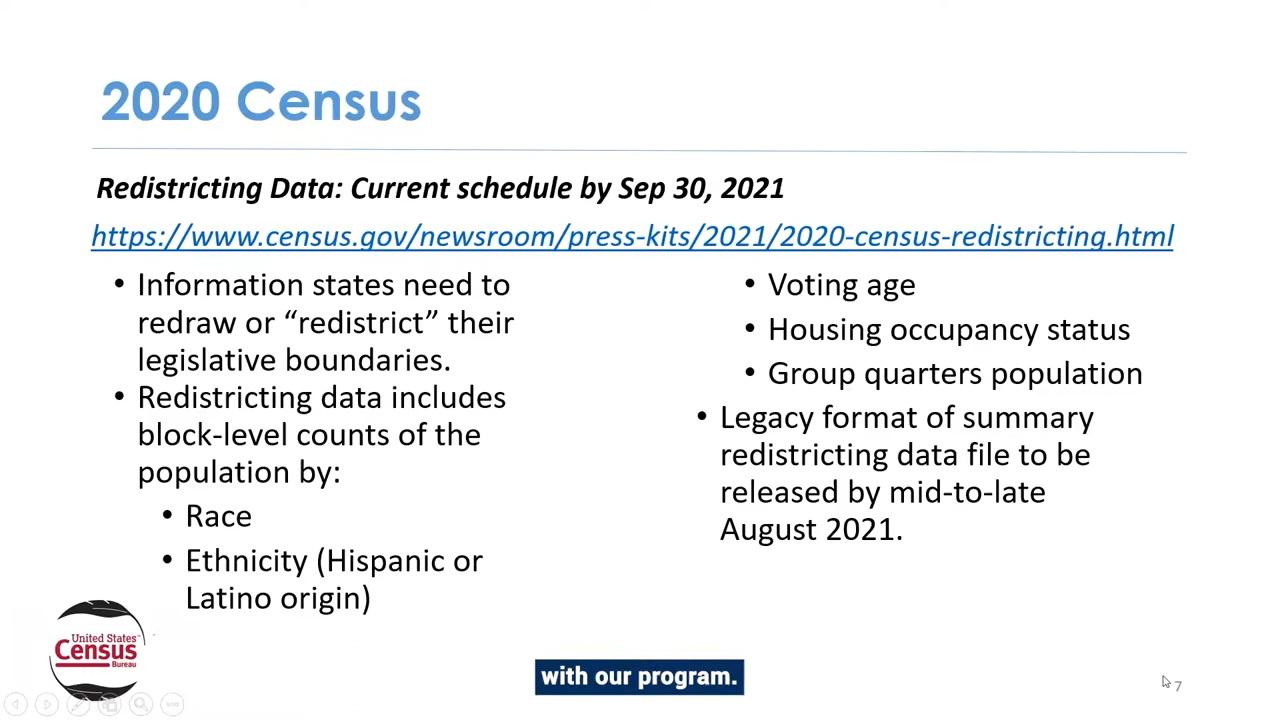 2020 Census
Redistricting Data: Current schedule by Sep 30, 2021
https://www.census.gov/newsroom/press-kits/2021/2020-census-redistricting.html
• Information states need to
redraw or “redistrict” their
legislative boundaries.
• Redistricting data includes
block-level counts of the
population by:
• Race
• Ethnicity (Hispanic or
Latino origin)
• Voting age
• Housing occupancy status
• Group quarters population
• Legacy format of summary
redistricting data file to be
released by mid-to-late
August 2021.
United States™
Census
Bureau
with our program.
7